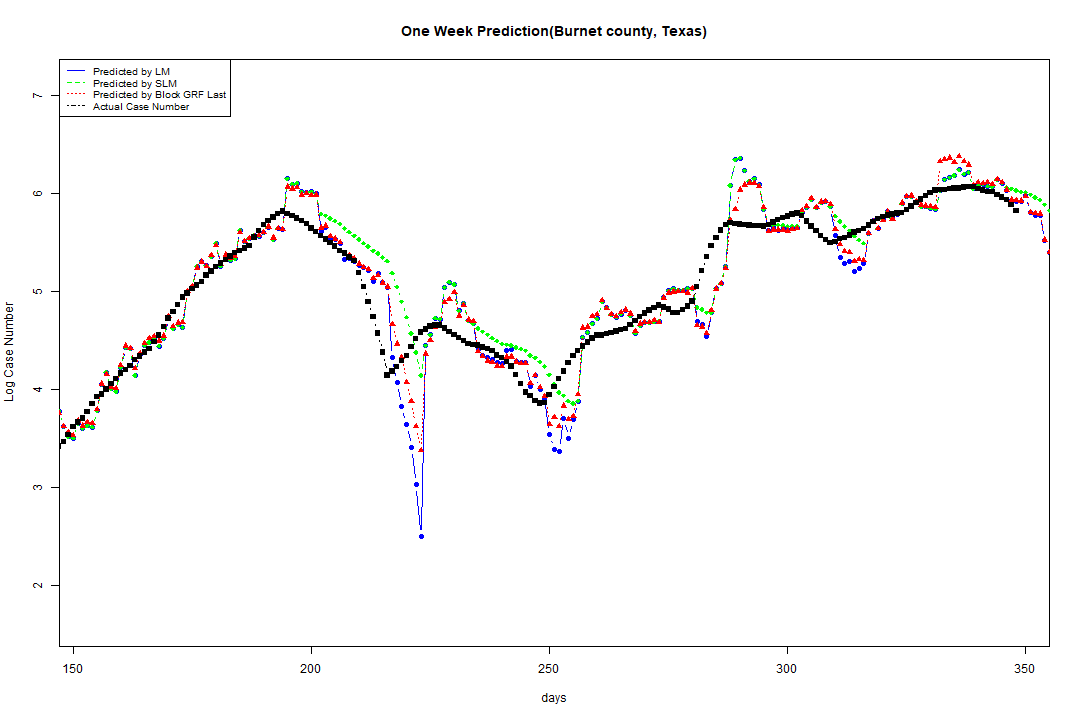 One Week Prediction(Burnet county, Texas)
Predicted by LM
Predicted by SLM
Predicted by Block GRF Last
Actual Case Number
7
6
5
4
3
2
Log Case Number
150 200 250 300 350
days